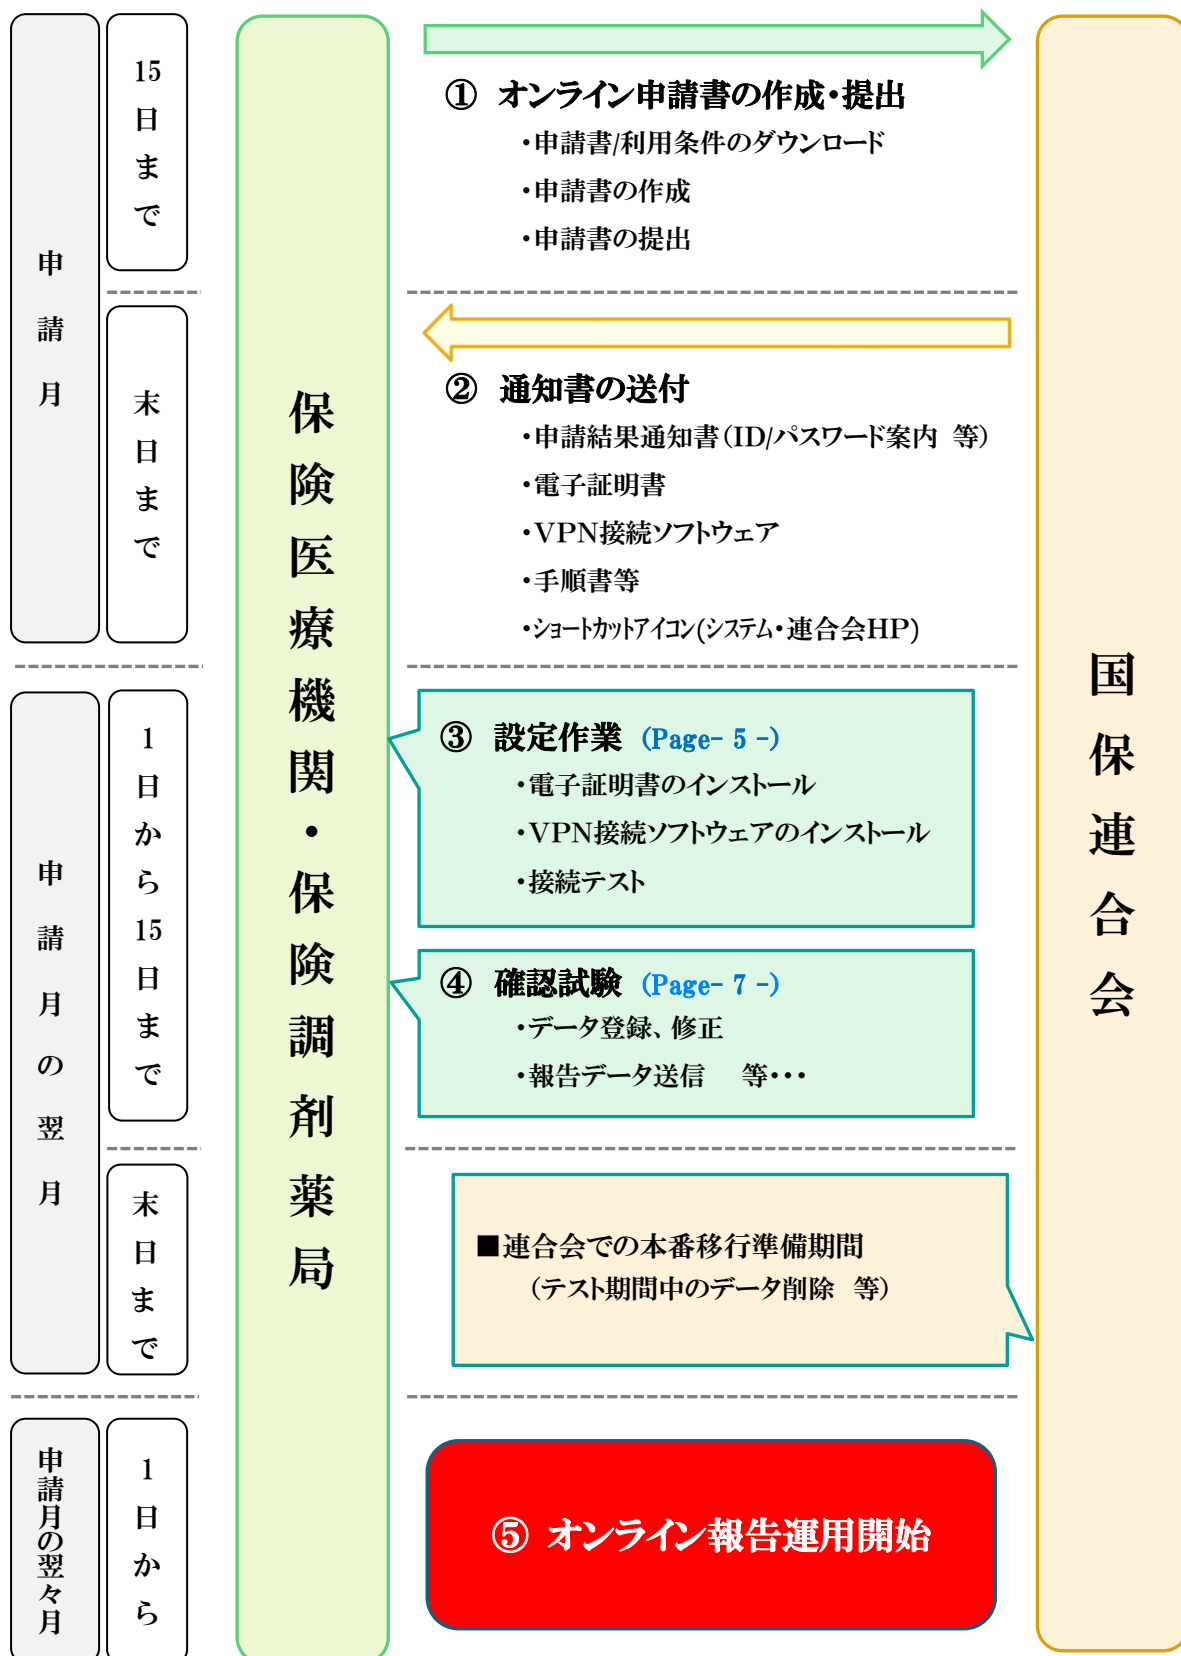 申請月
15日まで
① オンライン申請書の作成・提出
・申請書/利用条件のダウンロード
・申請書の作成
・申請書の提出
末日まで
② 通知書の送付
・申請結果通知書（ID/パスワード案内 等）
・電子証明書
・VPN接続ソフトウェア
・手順書等
・ショートカットアイコン(システム・連合会HP)
保険医療機関・保険調剤薬局
国保連合会
申請月の翌月
1日から15日まで
③ 設定作業 (Page- 5 -)
・電子証明書のインストール
・VPN接続ソフトウェアのインストール
・接続テスト
④ 確認試験 (Page- 7 -)
・データ登録、修正
・報告データ送信 等・・・
末日まで
■連合会での本番移行準備期間
（テスト期間中のデータ削除 等）
申請月の翌々月
1日から
⑤ オンライン報告運用開始